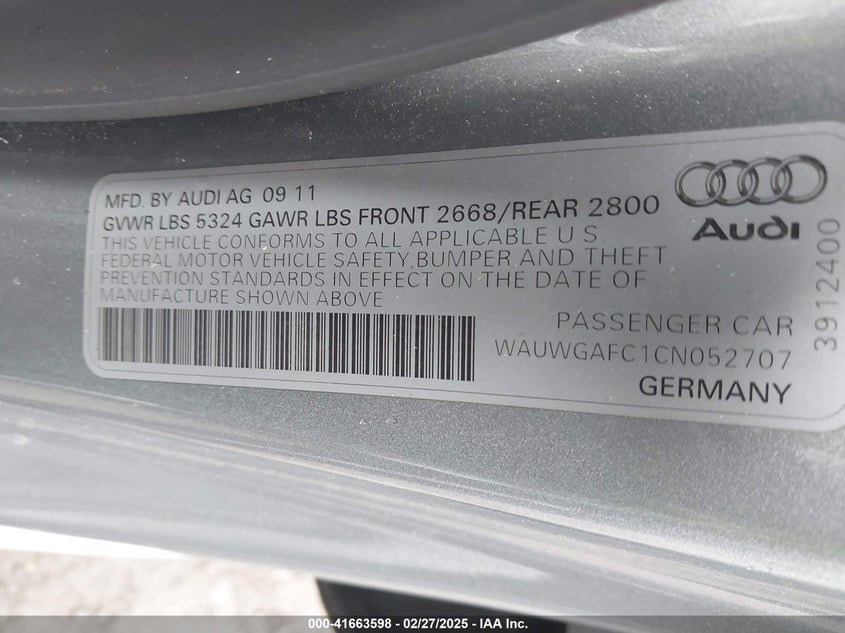 MFD. BY AUDI AG 09 11
GVWR LBS 5324 GAWR LBS FRONT 2668/REAR 2800
THIS VEHICLE CONFORMS TO ALL APPLICABLE U.S.
FEDERAL MOTOR VEHICLE SAFETY,BUMPER,AND THEFT
PREVENTION STANDARDS IN EFFECT ON THE DATE OF
MANUFACTURE SHOWN ABOVE
Audi
3912400
PASSENGER CAR
WAUWGAFC1CN052707
GERMANY
000-41663598 - 02/27/2025 - IAA Inc.